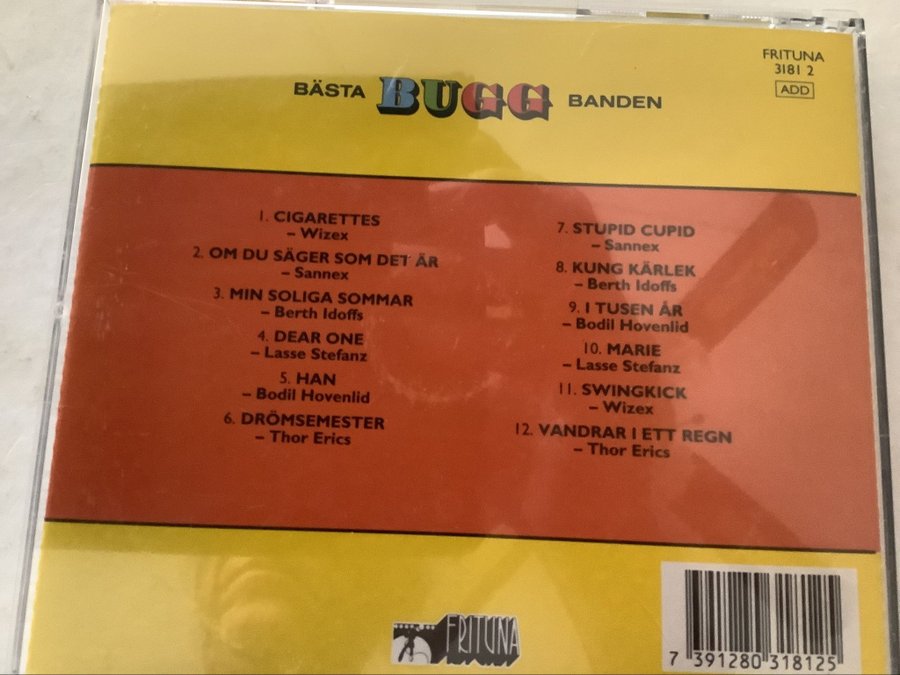 FRITUNA
3181 2
ADD
BÄSTA BUGG BANDEN
1. CIGARETTES
– Wizex
2. OM DU SÄGER SOM DET ÄR
– Sannex
3. MIN SOLIGA SOMMAR
– Berth Idoffs
4. DEAR ONE
– Lasse Stefanz
5. HAN
– Bodil Hovenlid
6. DRÖMSEMESTER
– Thor Erics
7. STUPID CUPID
– Sannex
8. KUNG KÄRLEK
– Berth Idoffs
9. I TUSEN ÅR
– Bodil Hovenlid
10. MARIE
– Lasse Stefanz
11. SWINGKICK
– Wizex
12. VANDRAR I ETT REGN
– Thor Erics
FRITUNA
7 391280 318125